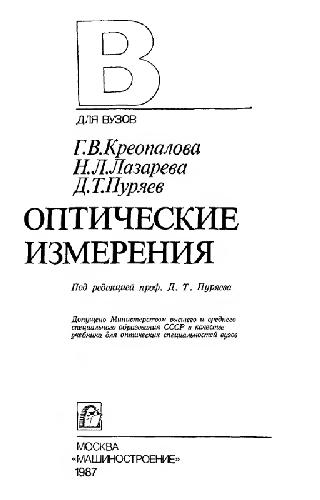 В
ДЛЯ ВУЗОВ
Г.В.Креопалова
Н.Л.Лазарева
Д.Т.Пуряев
ОПТИЧЕСКИЕ
ИЗМЕРЕНИЯ
Под редакцией проф. Д. Т. Пуряева
Допущено Министерством высшего и среднего
специального образования СССР в качестве
учебника для оптических специальностей вузов
МОСКВА
«МАШИНОСТРОЕНИЕ»
1987